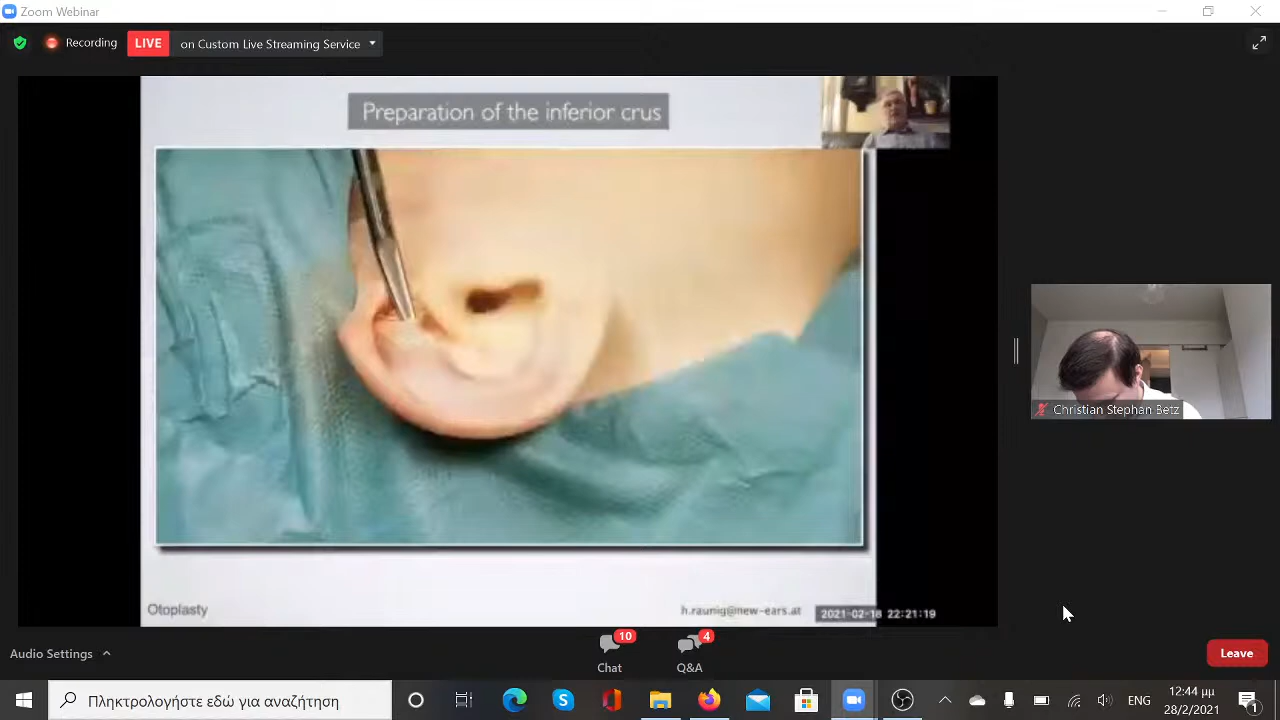 Zoom Webinar
Recording
LIVE
on Custom Live Streaming Service
Preparation of the inferior crus
Christian Stephan Betz
Otoplasty
h.raunig@new-ears.at
2021-02-18 22:21:19
Audio Settings
10
Chat
4
Q&A
Leave
Πληκτρολογήστε εδώ για αναζήτηση
ENG
12:44 μμ
28/2/2021
1